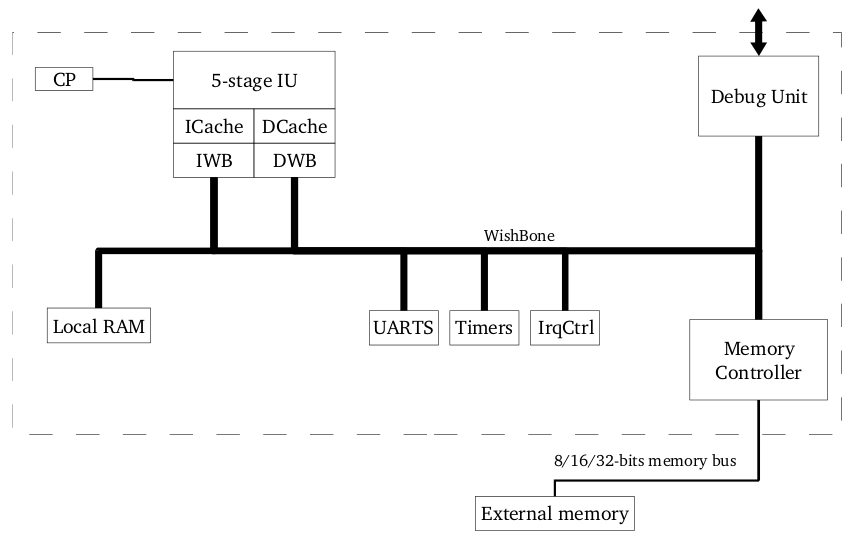 CP
5-stage IU
Debug Unit
ICache
DCache
IWB
DWB
WishBone
Local RAM
UARTS
Timers
IrqCtrl
Memory
Controller
8/16/32-bits memory bus
External memory